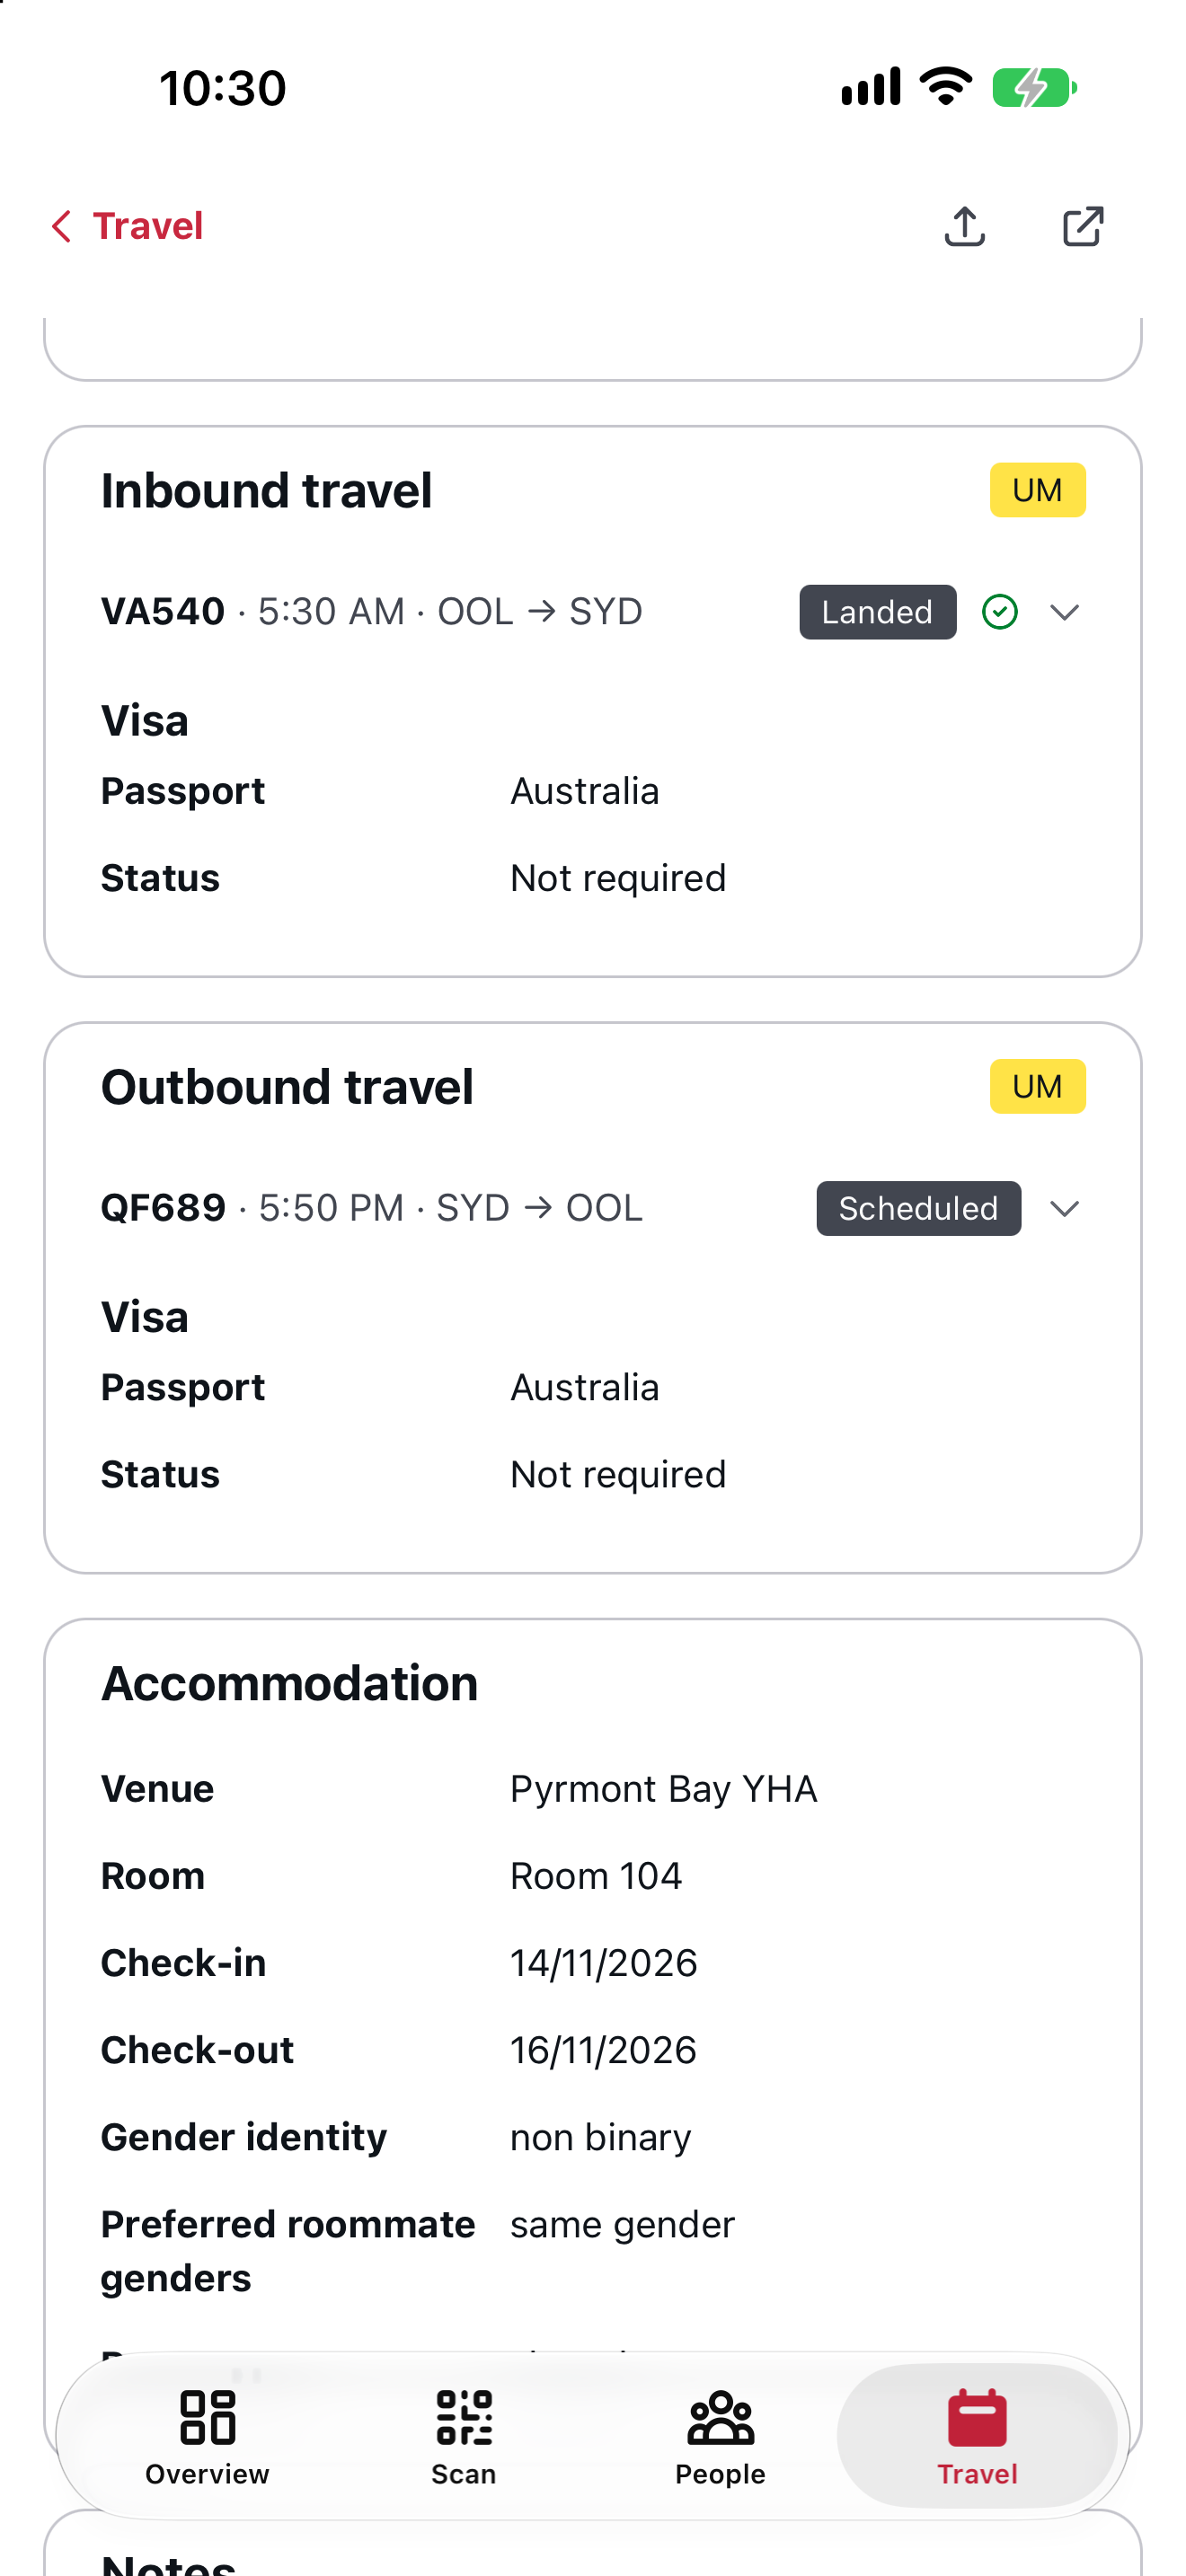 10:30
Travel
Inbound travel
UM
VA540 · 5:30 AM · OOL → SYD
Landed
Visa
Passport Australia
Status Not required
Outbound travel
UM
QF689 · 5:50 PM · SYD → OOL
Scheduled
Visa
Passport Australia
Status Not required
Accommodation
Venue Pyrmont Bay YHA
Room Room 104
Check-in 14/11/2026
Check-out 16/11/2026
Gender identity non binary
Preferred roommate same gender
genders
Overview Scan People Travel
Notes